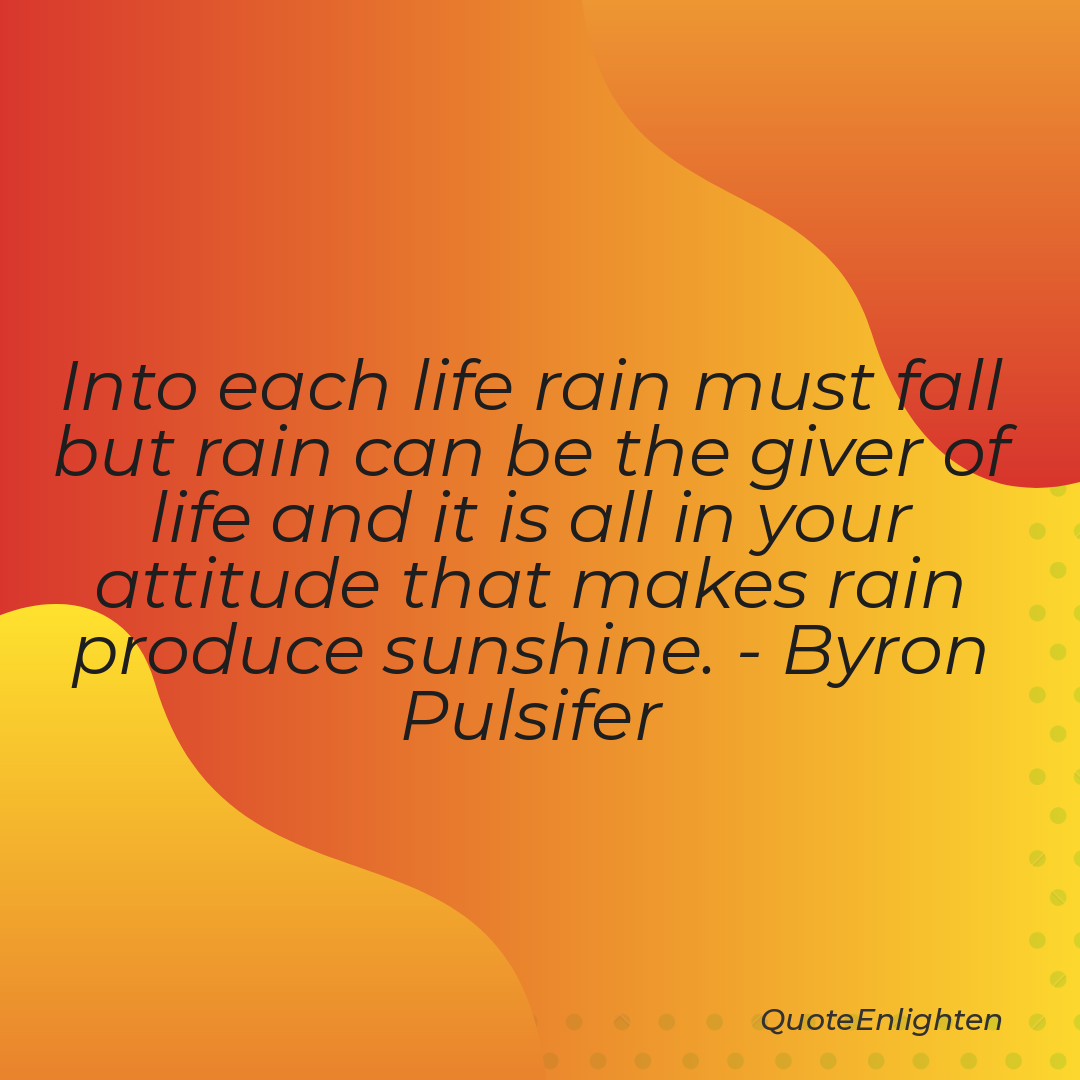 Into each life rain must fall
but rain can be the giver of
life and it is all in your
attitude that makes rain
produce sunshine. - Byron
Pulsifer
QuoteEnlighten